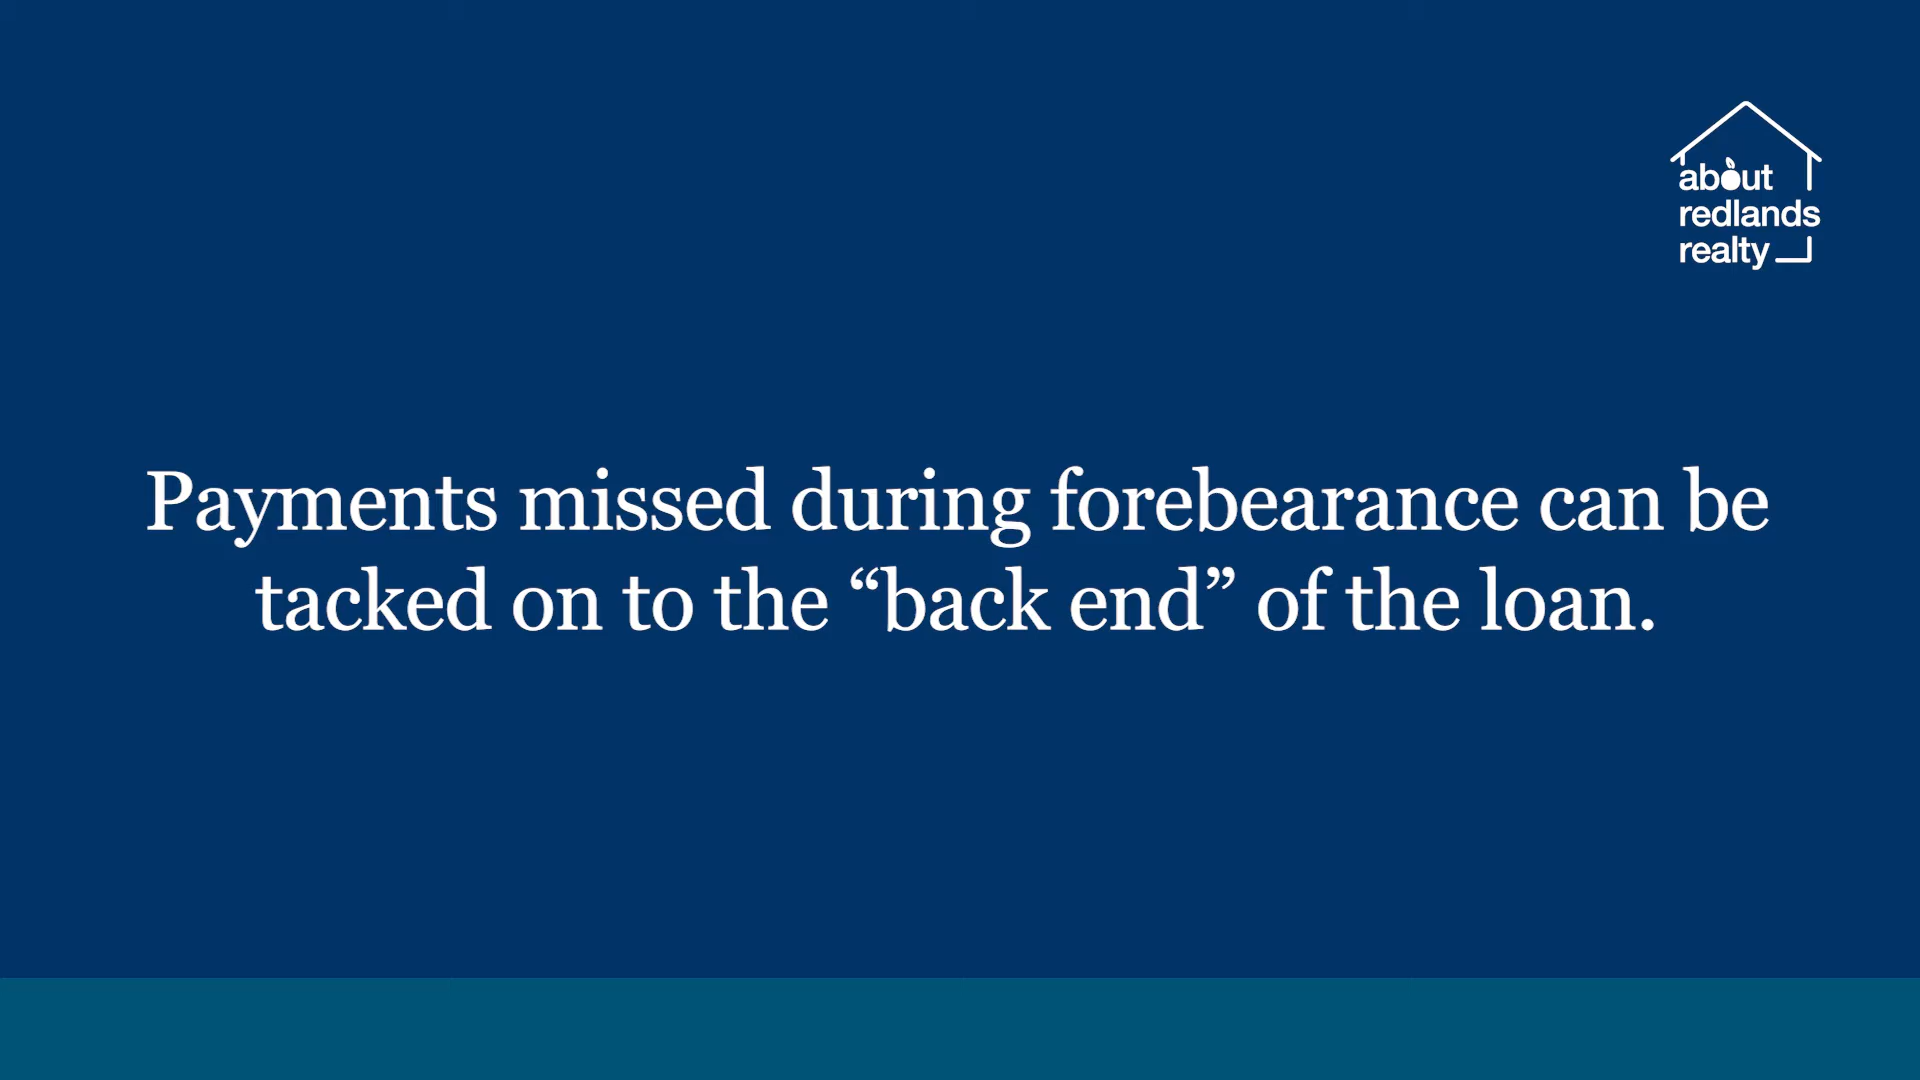 about
redlands
realty
Payments missed during forebearance can be
tacked on to the “back end” of the loan.